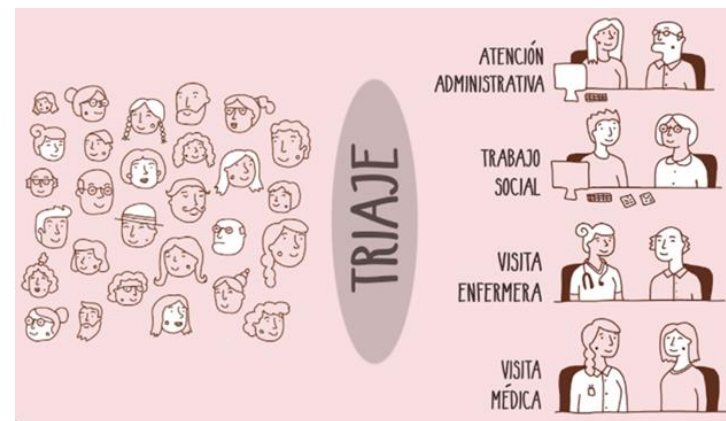 TRIAJE
ATENCIÓN
ADMINISTRATIVA
TRABAJO
SOCIAL
VISITA
ENFERMERA
VISITA
MÉDICA